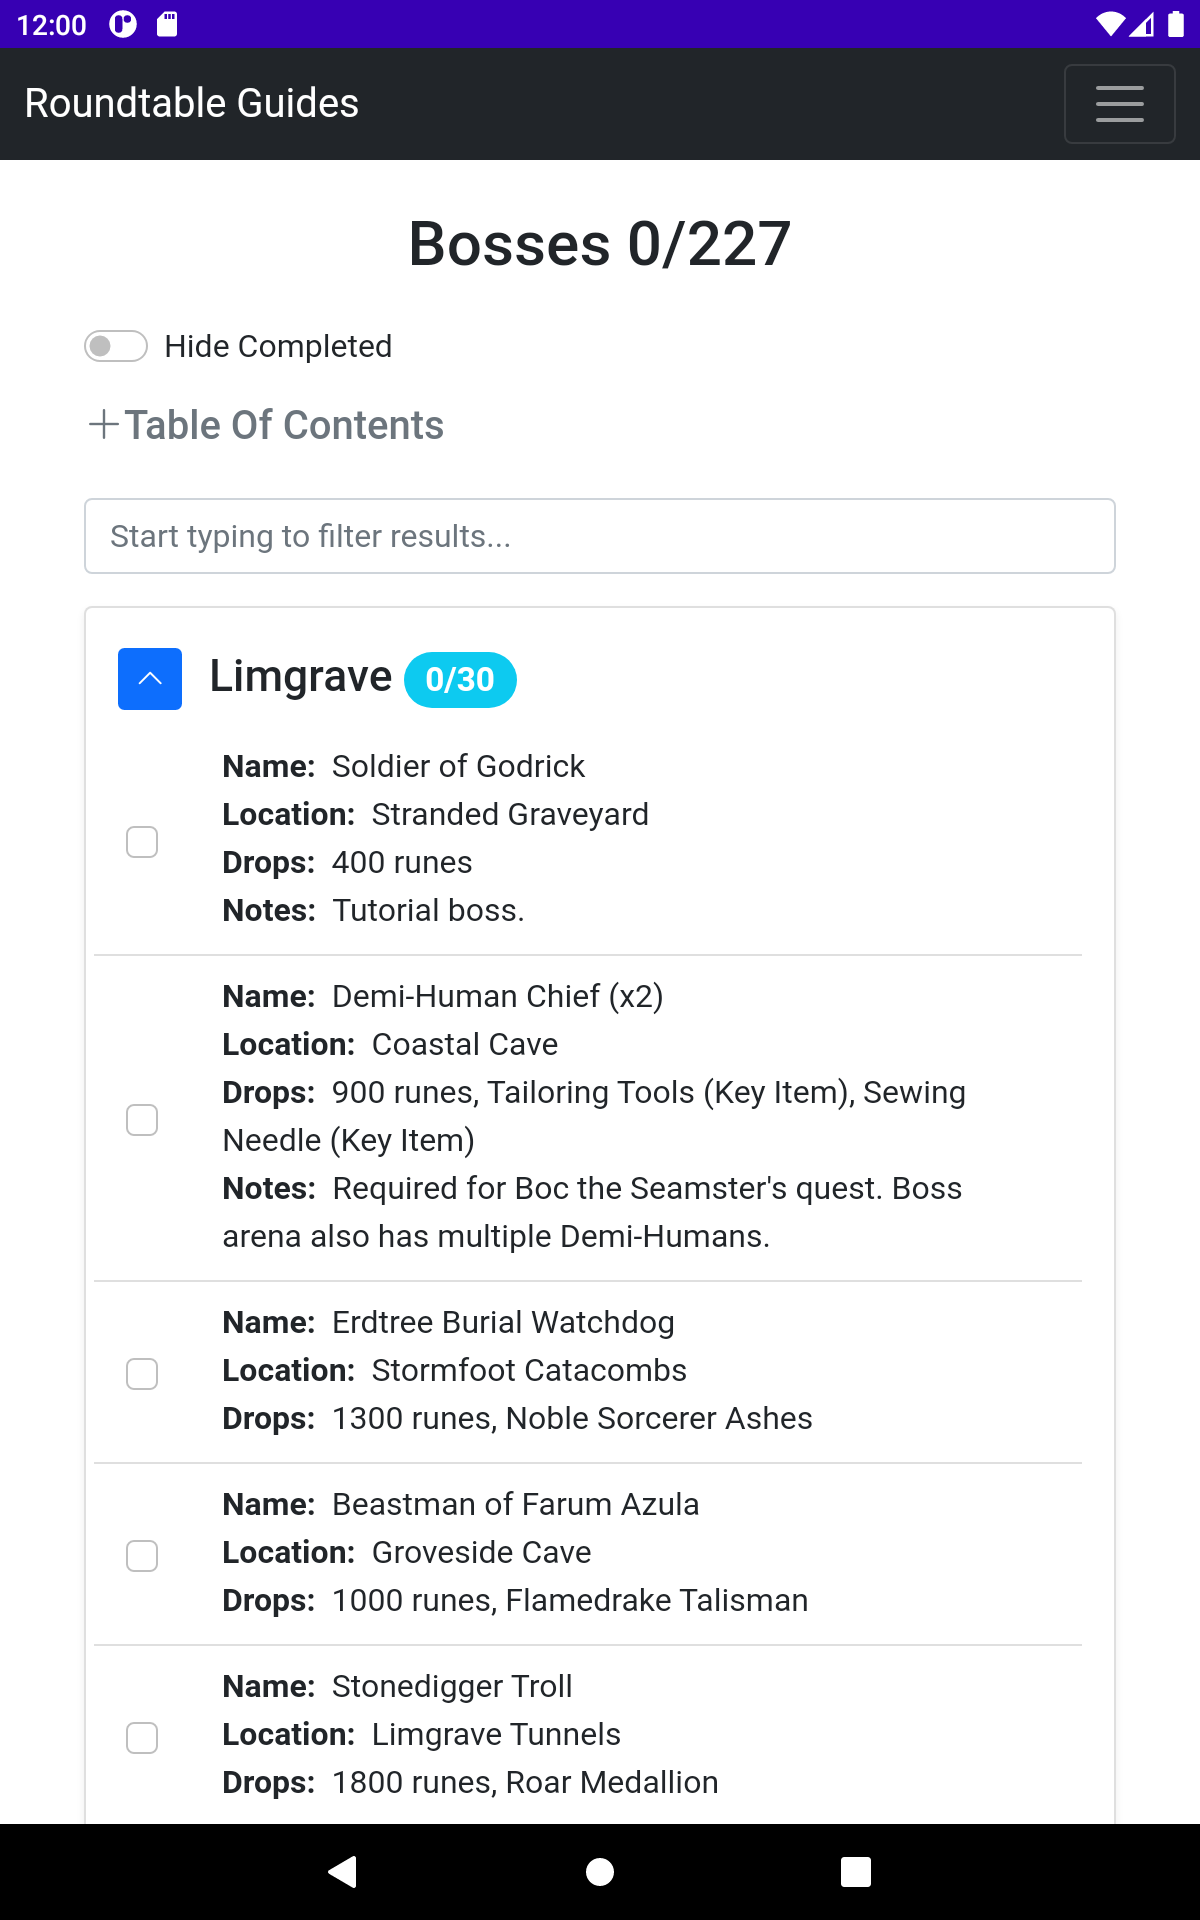 12:00
Roundtable Guides
Bosses 0/227
Hide Completed
Table Of Contents
Start typing to filter results...
Limgrave 0/30
Name: Soldier of Godrick
Location: Stranded Graveyard
Drops: 400 runes
Notes: Tutorial boss.
Name: Demi-Human Chief (x2)
Location: Coastal Cave
Drops: 900 runes, Tailoring Tools (Key Item), Sewing
Needle (Key Item)
Notes: Required for Boc the Seamster's quest. Boss
arena also has multiple Demi-Humans.
Name: Erdtree Burial Watchdog
Location: Stormfoot Catacombs
Drops: 1300 runes, Noble Sorcerer Ashes
Name: Beastman of Farum Azula
Location: Groveside Cave
Drops: 1000 runes, Flamedrake Talisman
Name: Stonedigger Troll
Location: Limgrave Tunnels
Drops: 1800 runes, Roar Medallion